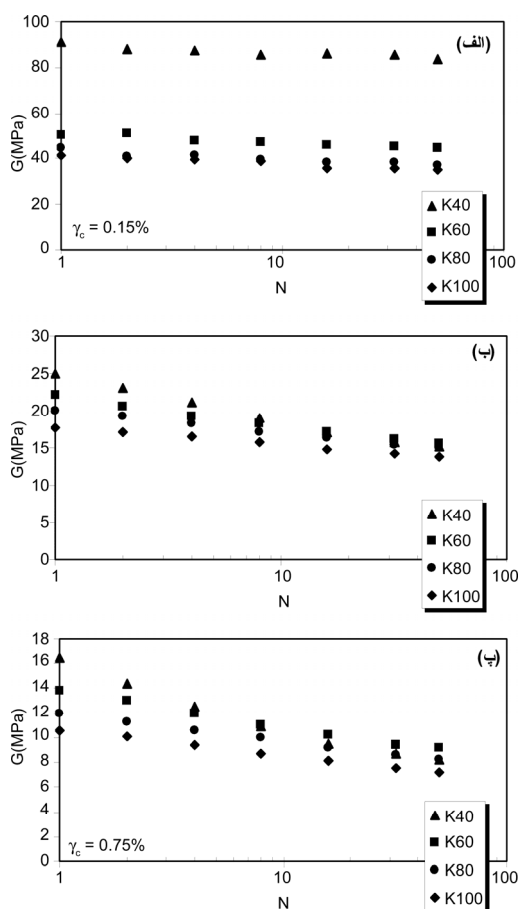 (الف)
100
80
60
40
20
0
G(MPa)
γc = 0.15%
1
10
100
N
K40
K60
K80
K100
(ب)
30
25
20
15
10
5
0
G(MPa)
1
10
100
N
K40
K60
K80
K100
(پ)
18
16
14
12
10
8
6
4
2
0
G(MPa)
γc = 0.75%
1
10
100
N
K40
K60
K80
K100